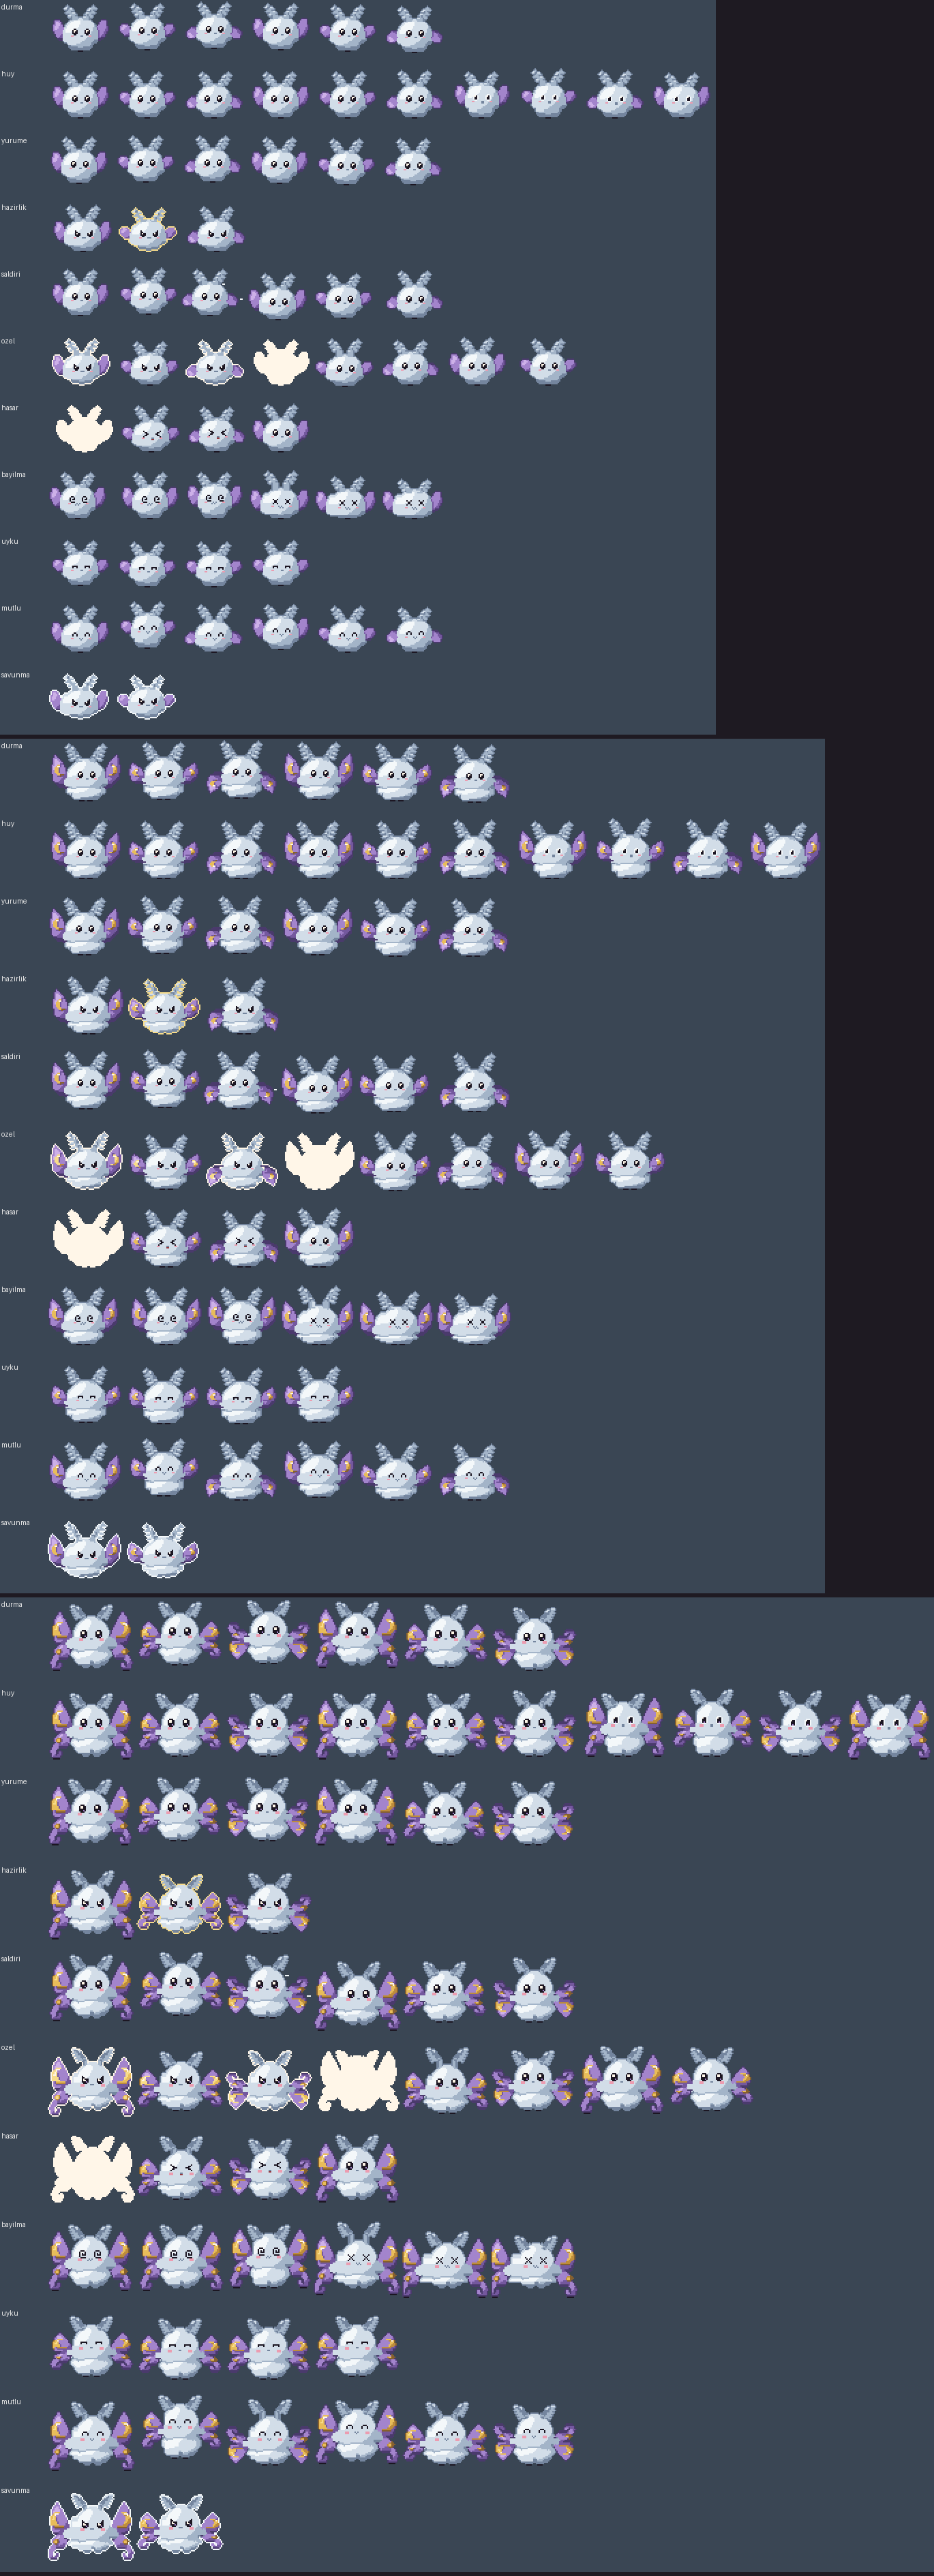 durma
huy
yurume
hazirlik
saldiri
ozel
hasar
bayilma
uyku
mutlu
savunma
durma
huy
yurume
hazirlik
saldiri
ozel
hasar
bayilma
uyku
mutlu
savunma
durma
huy
yurume
hazirlik
saldiri
ozel
hasar
bayilma
uyku
mutlu
savunma